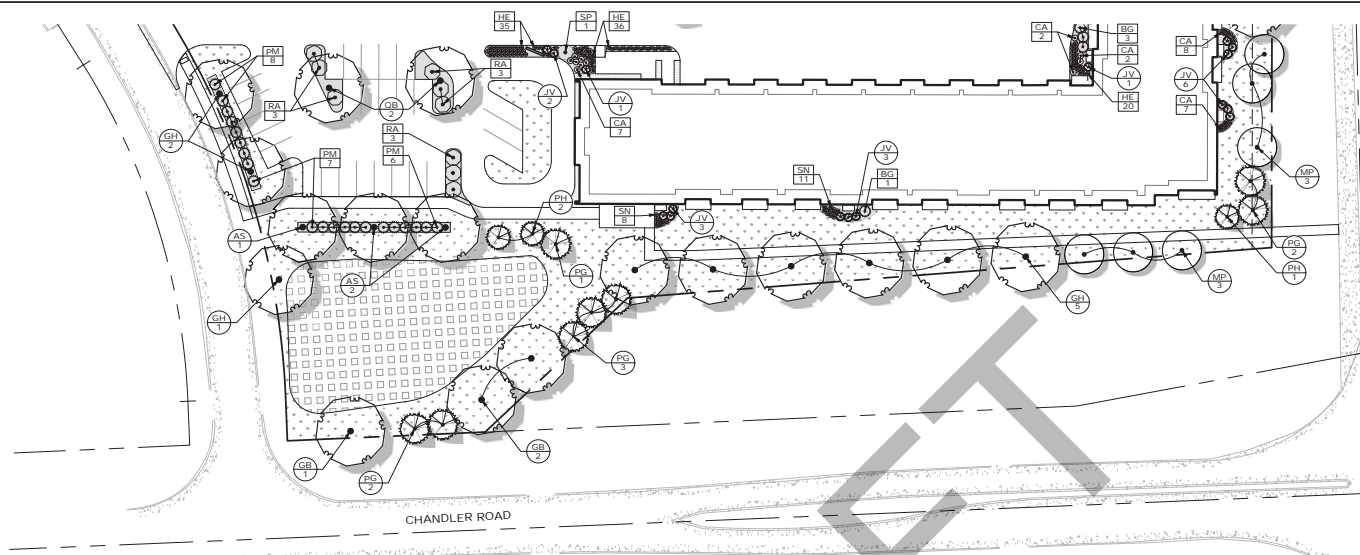 HE
35
SP
1
HE
36
CA
2
BG
3
CA
2
JV
1
HE
20
CA
8
JV
6
CA
7
PM
8
RA
3
RA
3
QB
2
JV
2
JV
1
CA
7
GH
2
RA
3
PM
7
PM
6
JV
3
SN
11
BG
1
MP
3
PH
2
SN
8
JV
3
AS
1
AS
2
PG
1
PG
2
PH
1
MP
3
GH
5
GH
1
PG
3
GB
2
GB
1
PG
2
CHANDLER ROAD
CT